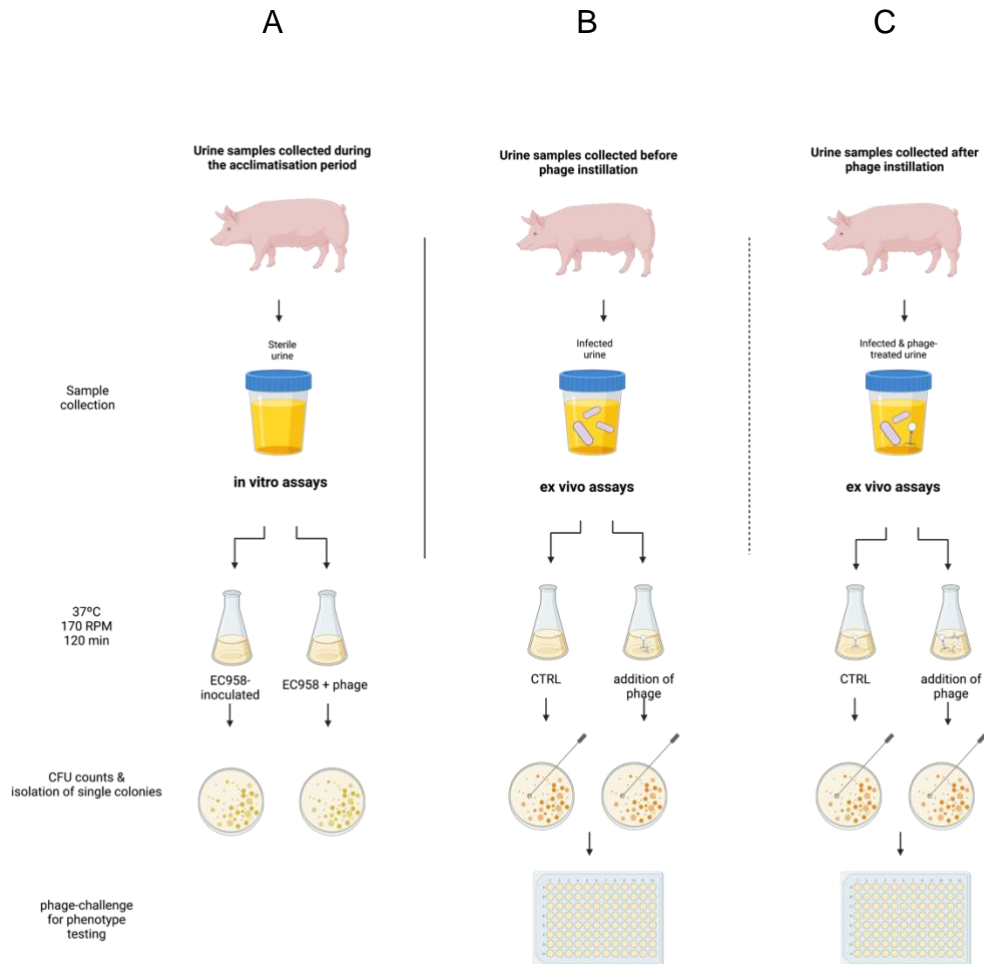 A
B
C
Urine samples collected during
the acclimatisation period
Urine samples collected before
phage instillation
Urine samples collected after
phage instillation
Sterile
urine
Infected
urine
Infected & phage-
treated urine
Sample
collection
in vitro assays
ex vivo assays
ex vivo assays
37ºC
170 RPM
120 min
EC958-
inoculated
EC958 + phage
CTRL
addition of
phage
CTRL
addition of
phage
CFU counts &
isolation of single colonies
phage-challenge
for phenotype
testing